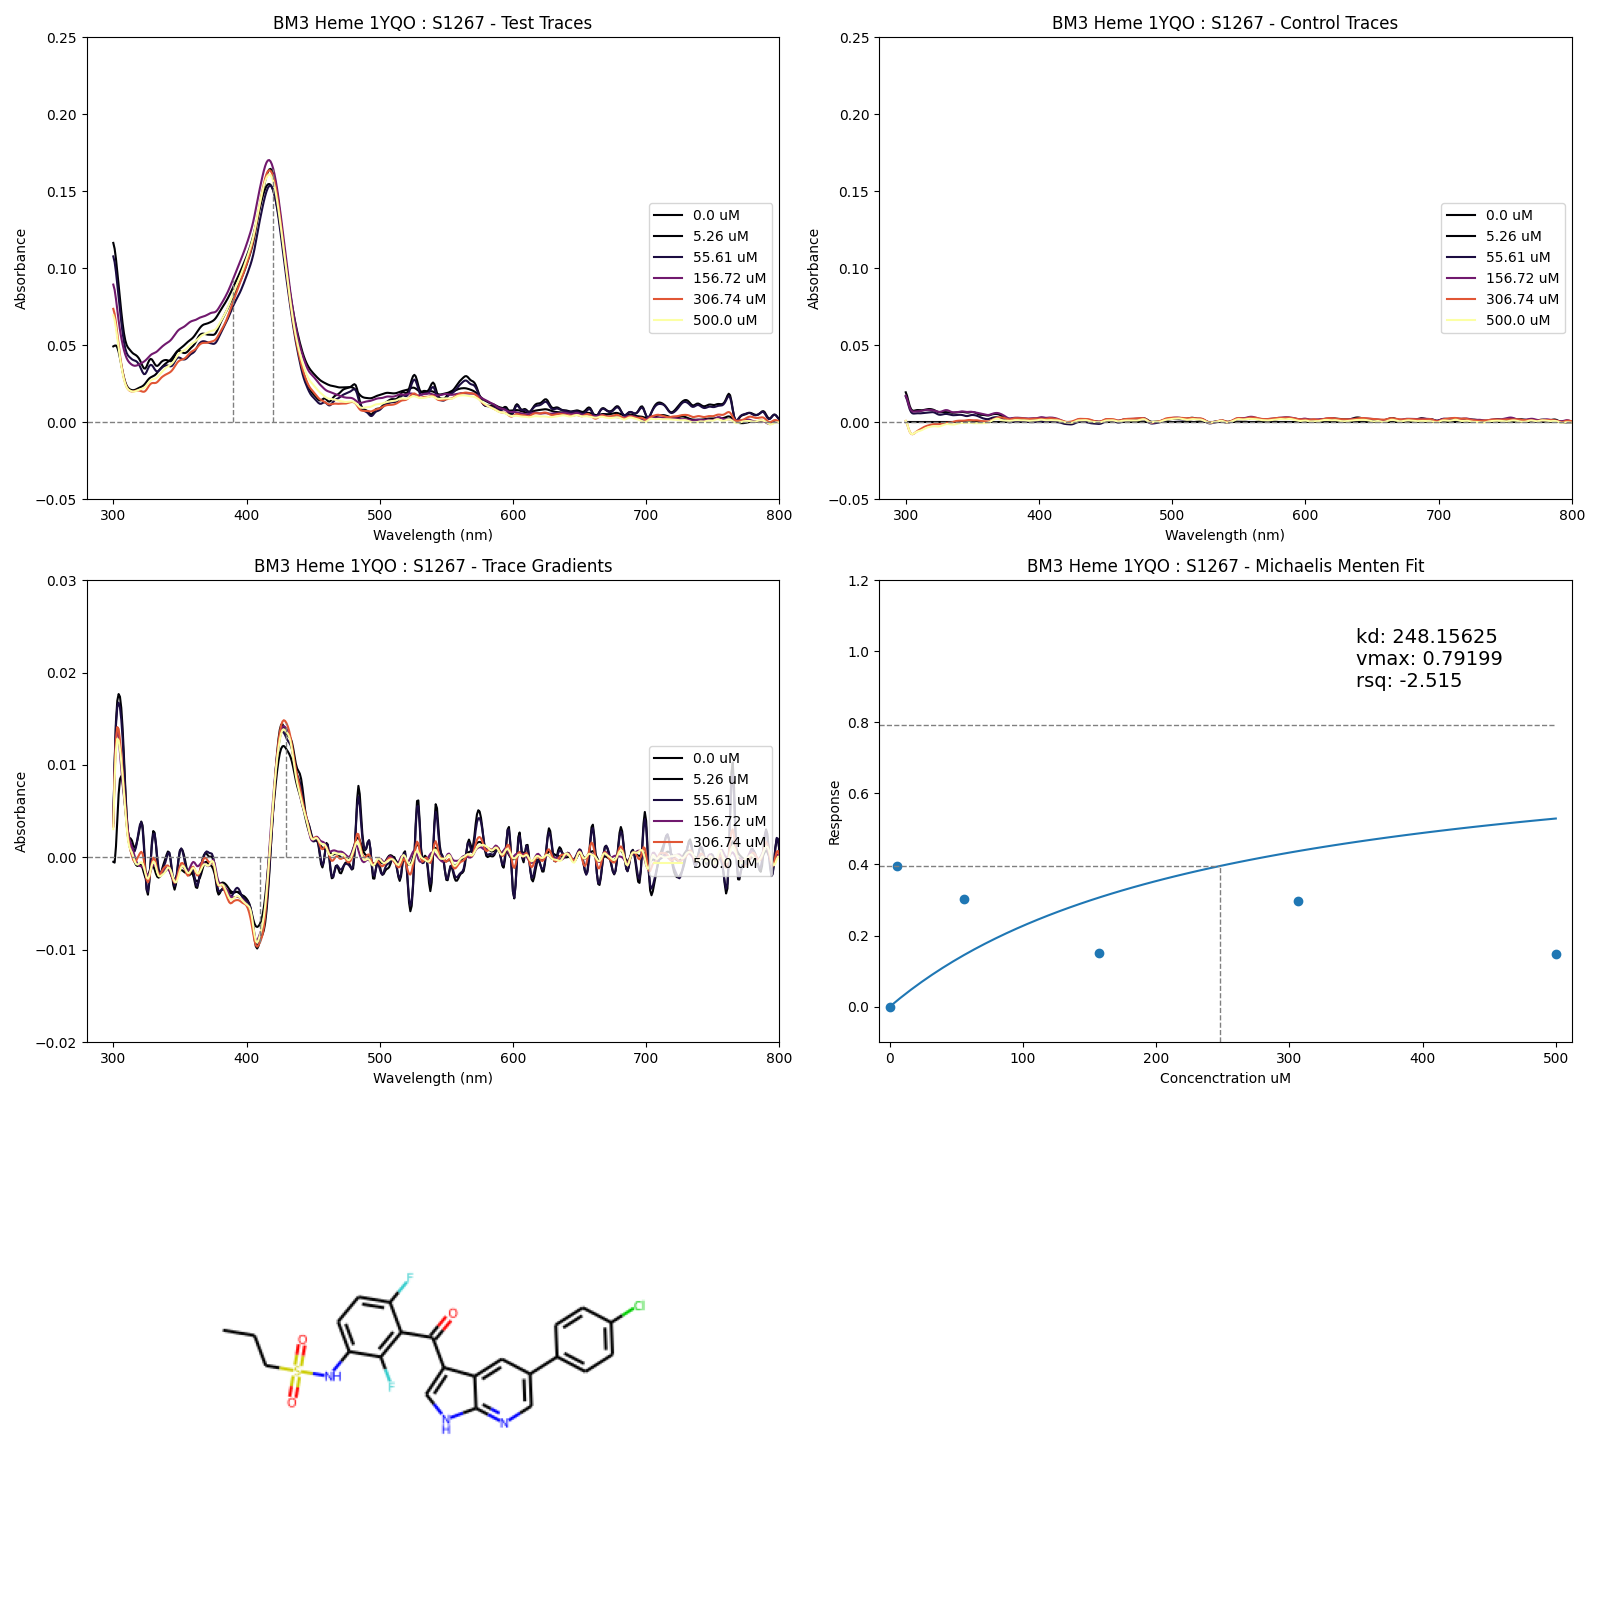 BM3 Heme 1YQO : S1267 - Test Traces
0.25
0.20
0.15
0.10
0.05
0.00
−0.05
Absorbance
0.0 uM
5.26 uM
55.61 uM
156.72 uM
306.74 uM
500.0 uM
300 400 500 600 700 800
Wavelength (nm)
BM3 Heme 1YQO : S1267 - Control Traces
0.25
0.20
0.15
0.10
0.05
0.00
−0.05
Absorbance
0.0 uM
5.26 uM
55.61 uM
156.72 uM
306.74 uM
500.0 uM
300 400 500 600 700 800
Wavelength (nm)
BM3 Heme 1YQO : S1267 - Trace Gradients
0.03
0.02
0.01
0.00
−0.01
−0.02
Absorbance
0.0 uM
5.26 uM
55.61 uM
156.72 uM
306.74 uM
500.0 uM
300 400 500 600 700 800
Wavelength (nm)
BM3 Heme 1YQO : S1267 - Michaelis Menten Fit
1.2
1.0
0.8
0.6
0.4
0.2
0.0
Response
kd: 248.15625
vmax: 0.79199
rsq: -2.515
0 100 200 300 400 500
Concenctration uM
F
O
Cl
O
S
NH
F
O
N
H
N